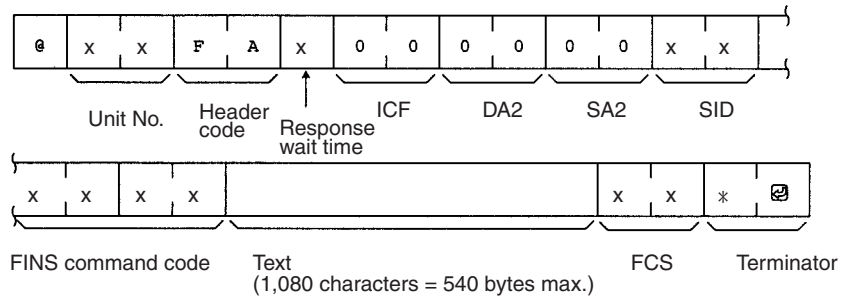 @ x x F A x 0 0 0 0 0 0 x x
Unit No. Header code Response wait time ICF DA2 SA2 SID
x x x x x x * ↵
FINS command code Text FCS Terminator
(1,080 characters = 540 bytes max.)